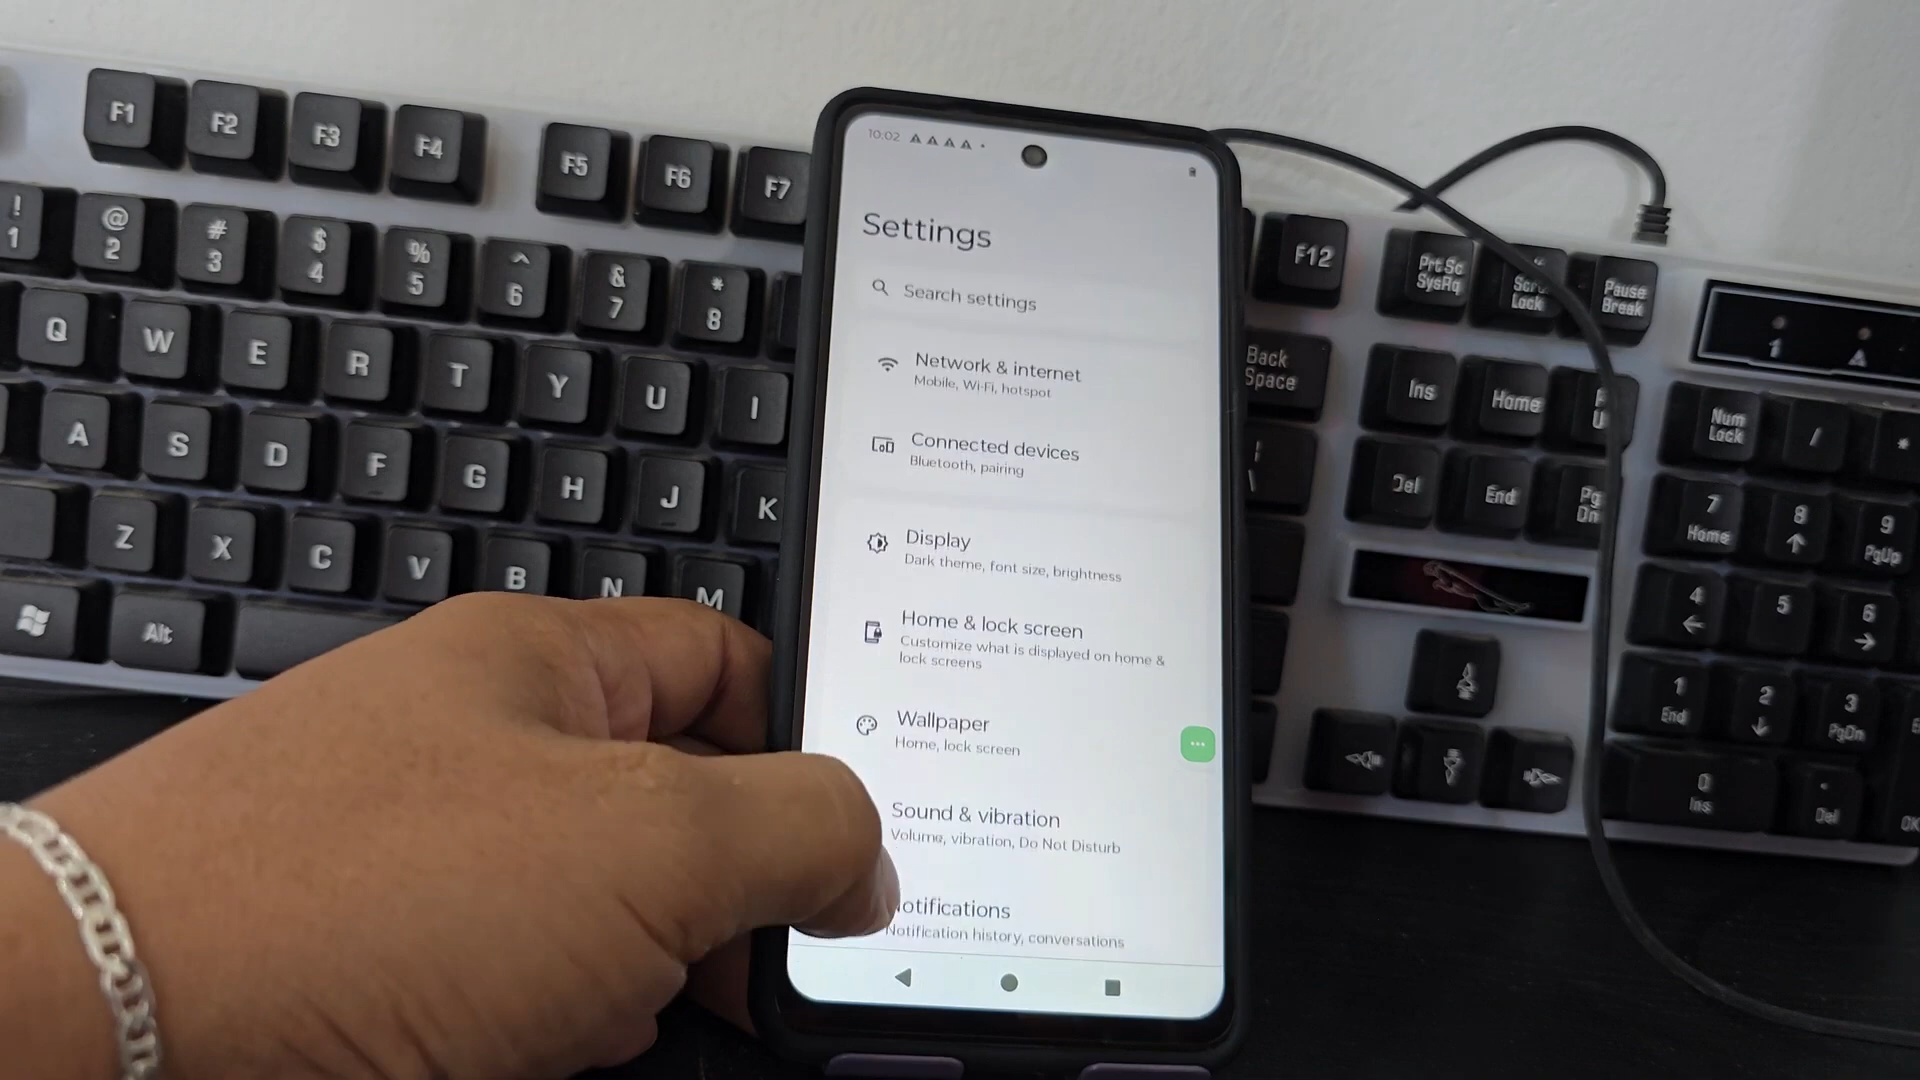 F1 F2 F3 F4 F5 F6 F7
F12
PrtSc
SysRq
Lock
Pause
Break
! 1
@ 2
# 3
$ 4
% 5
^ 6
& 7
* 8
Back
Space
Ins
Home
Num
Lock
/
*
Q W E R T Y U I
Del
End
Pg
Dn
7
Home
8
9
PgUp
A S D F G H J K
4
5
6
Z X C V B N M
1
End
2
3
PgDn
Alt
0
Ins
.
Del
1 A
10:02
Settings
Search settings
Network & internet
Mobile, Wi-Fi, hotspot
Connected devices
Bluetooth, pairing
Display
Dark theme, font size, brightness
Home & lock screen
Customize what is displayed on home &
lock screens
Wallpaper
Home, lock screen
Sound & vibration
Volume, vibration, Do Not Disturb
otifications
Notification history, conversations